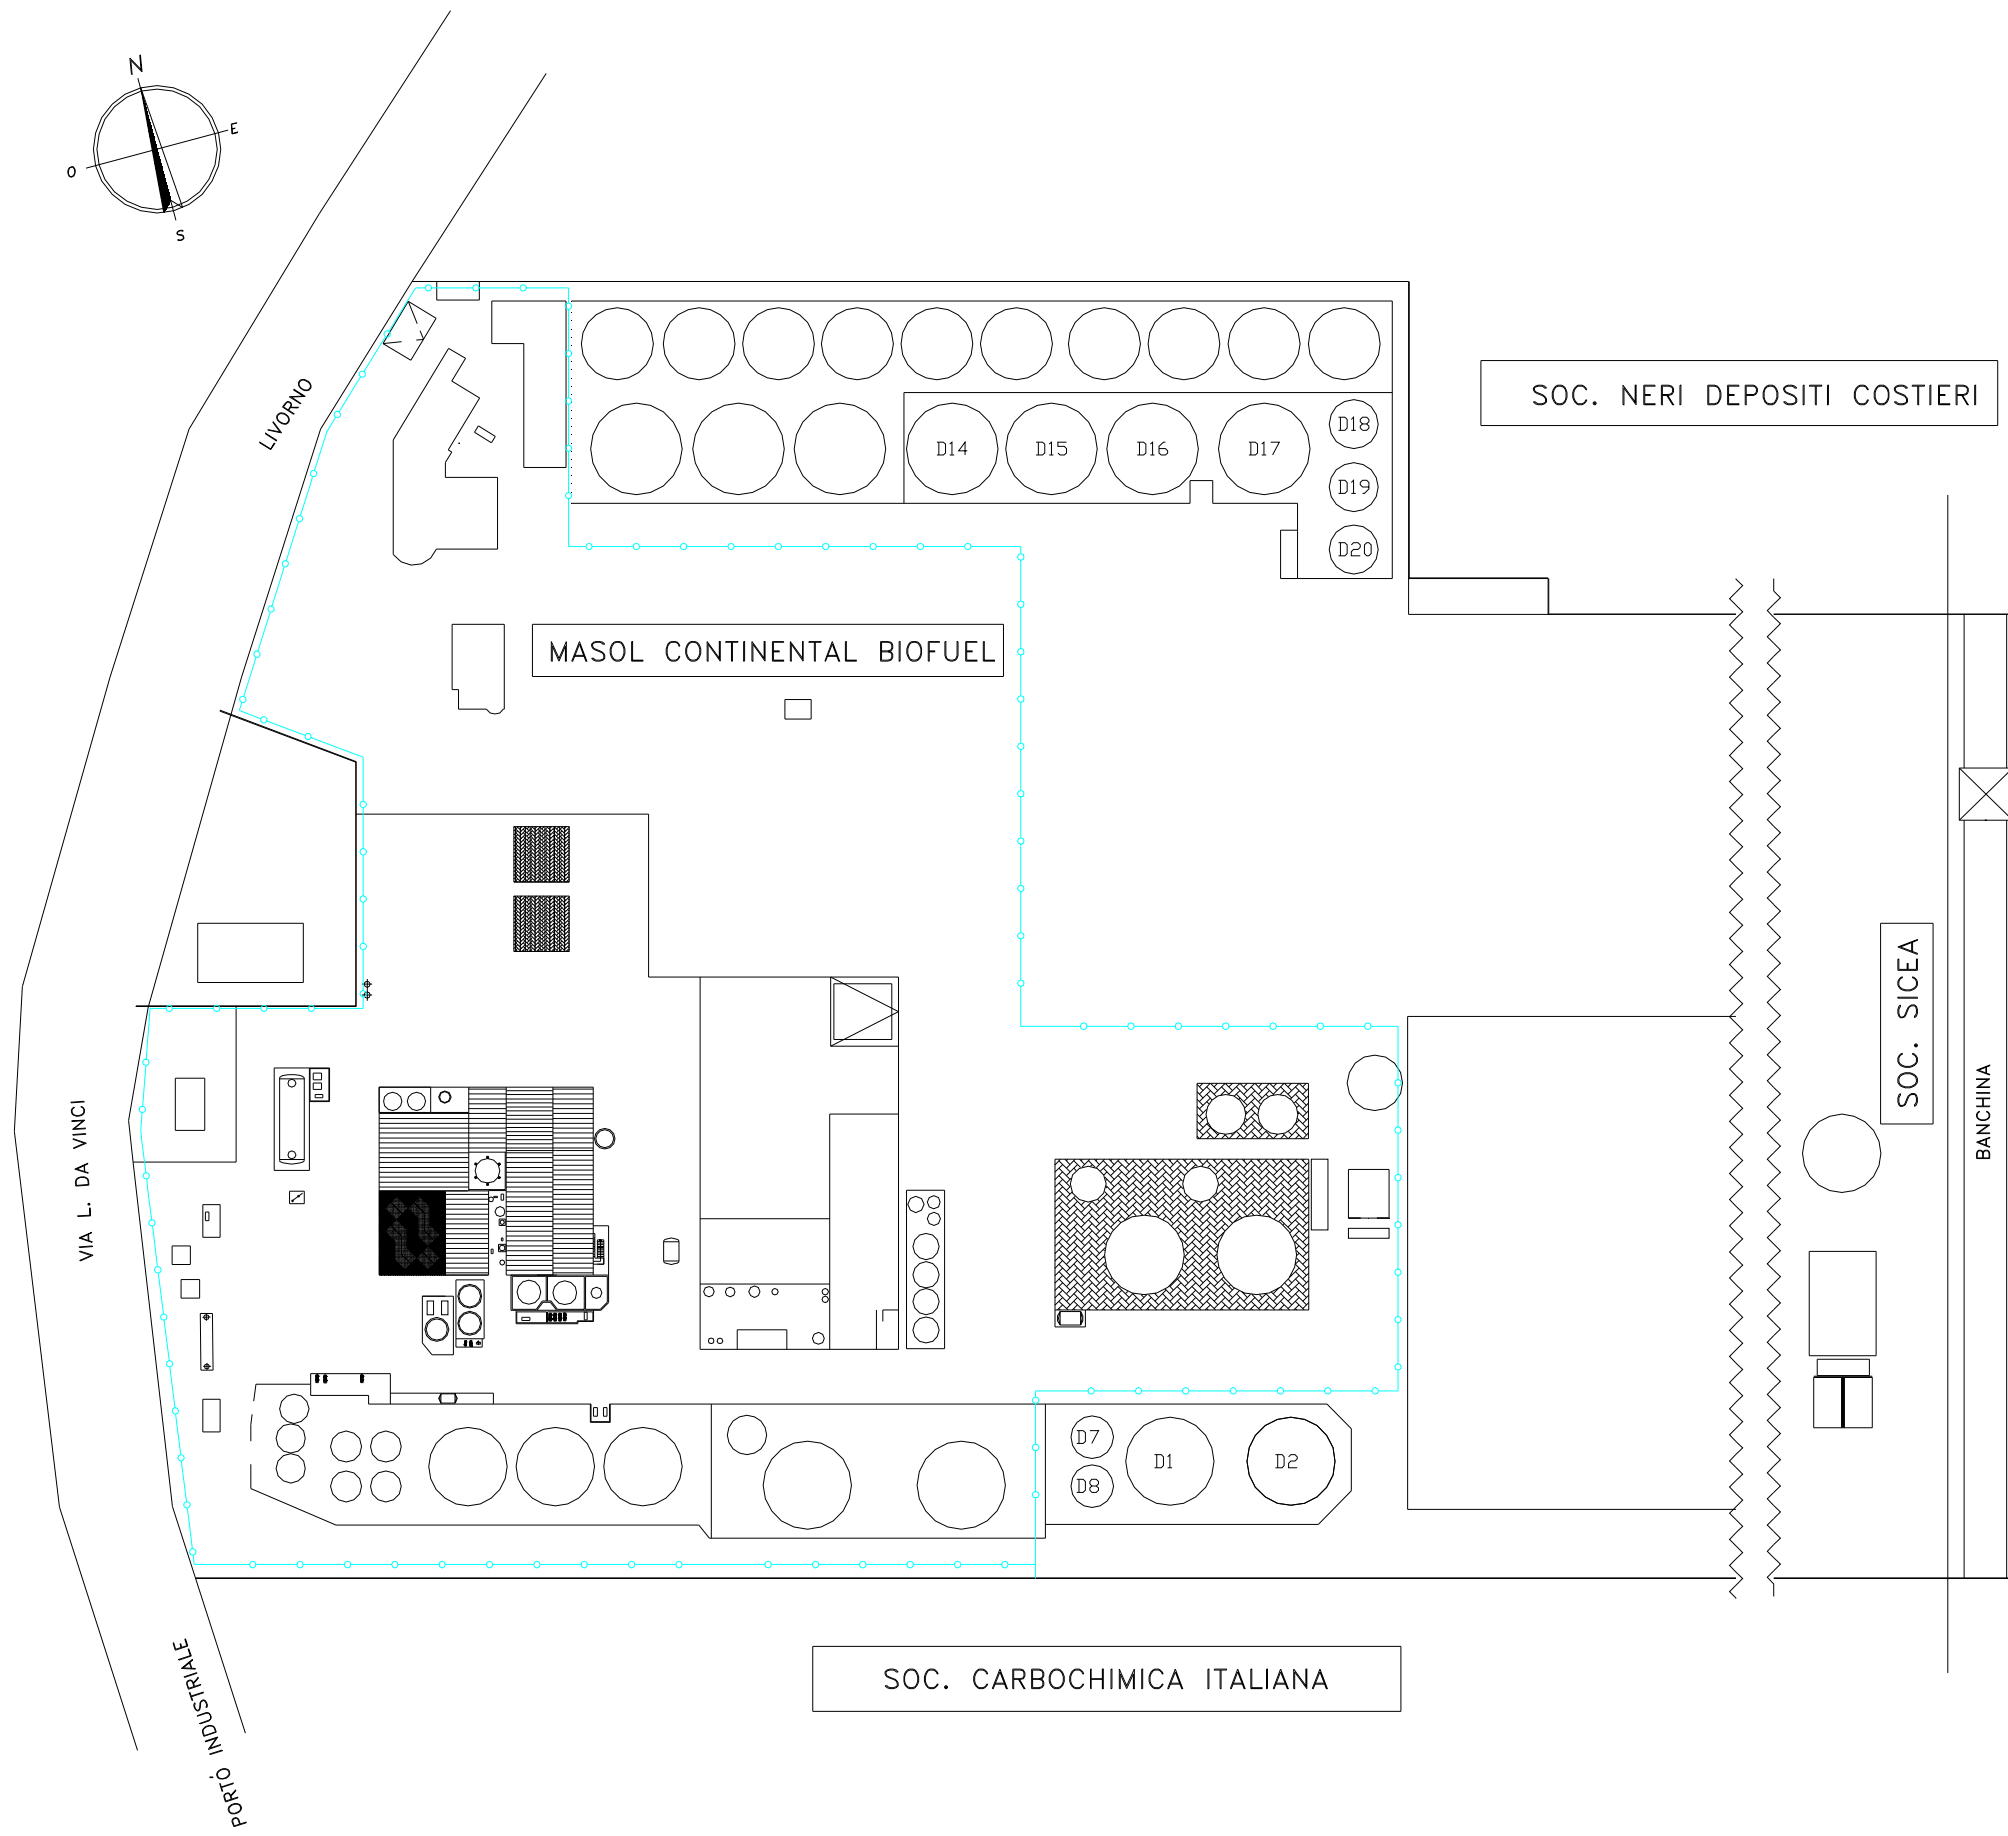 N
E
O
S
LIVORNO
SOC. NERI DEPOSITI COSTIERI
D18
D14 D15 D16 D17
D19
D20
MASOL CONTINENTAL BIOFUEL
SOC. SICEA
BANCHINA
VIA L. DA VINCI
D7
D1 D2
D8
PORTO INDUSTRIALE
SOC. CARBOCHIMICA ITALIANA